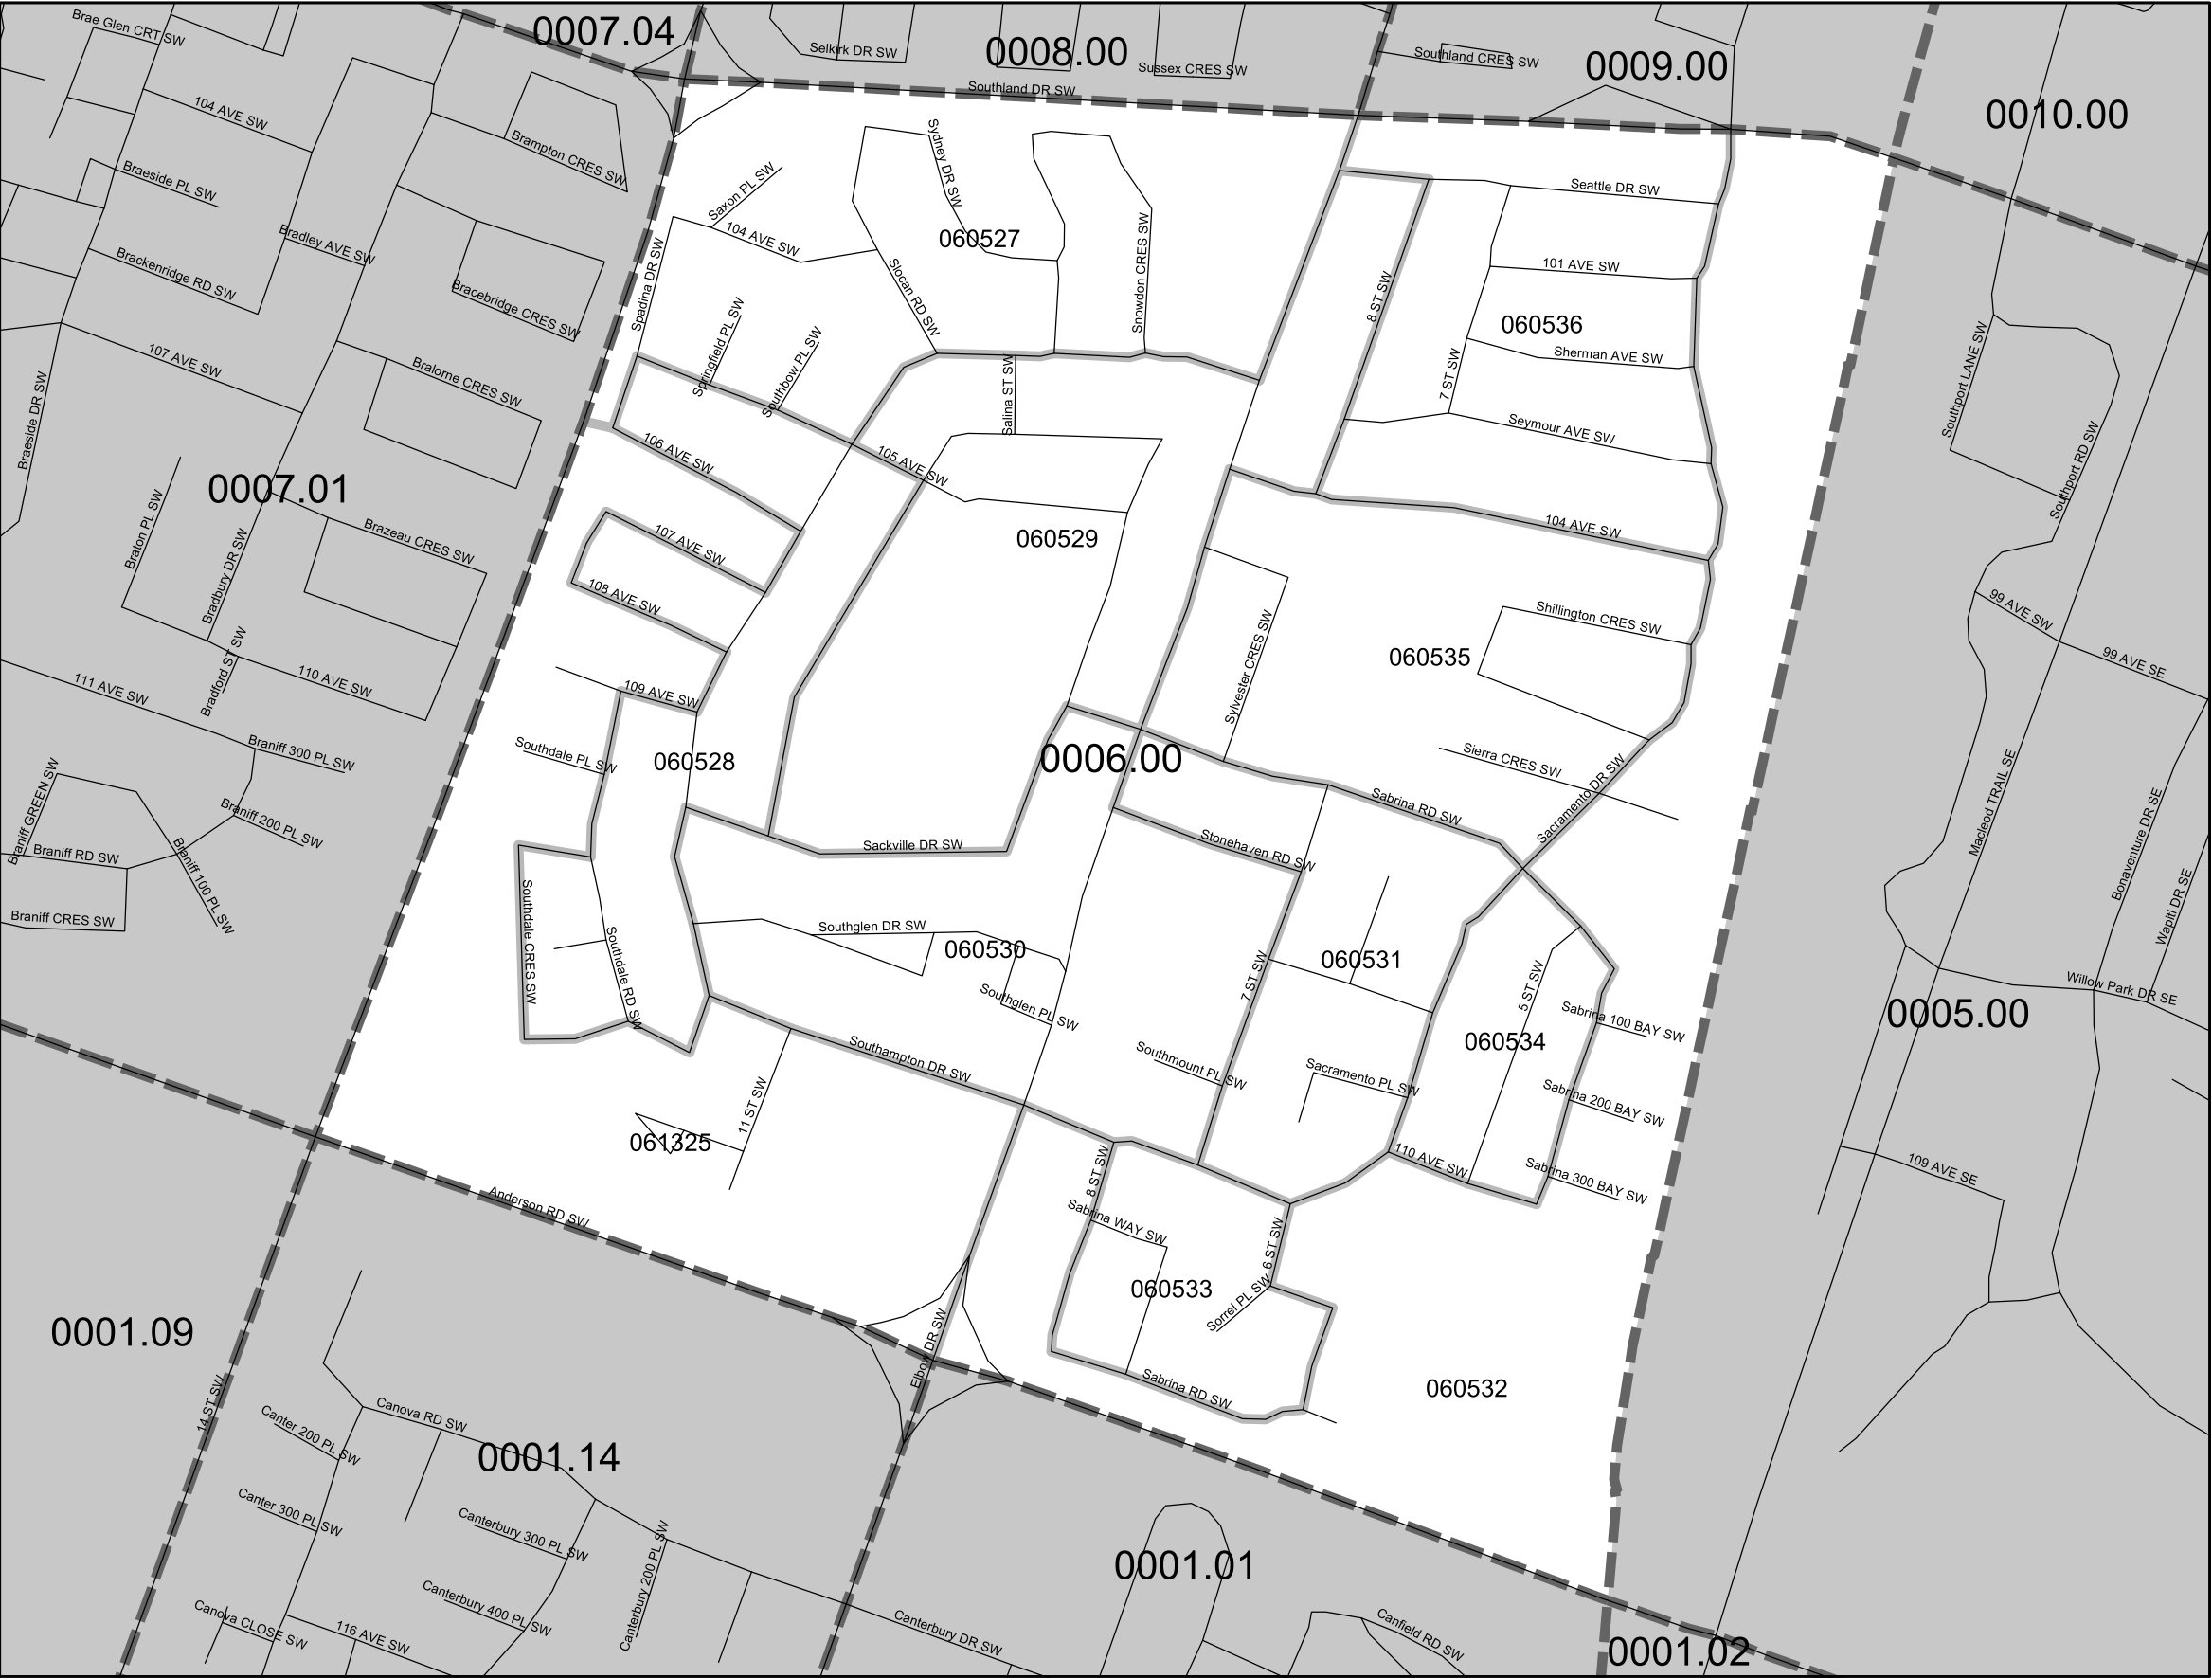 Brae Glen CRT SW
0007.04
Selkirk DR SW
0008.00
Sussex CRES SW
Southland CRES SW
0009.00
0010.00
Southland DR SW
104 AVE SW
Brampton CRES SW
Braeside PL SW
Bradley AVE SW
Brackenridge RD SW
Bracebridge CRES SW
107 AVE SW
Bralorne CRES SW
Braeside DR SW
0007.01
Braton PL SW
Bradbury DR SW
Brazeau CRES SW
Bradford ST SW
110 AVE SW
111 AVE SW
Braniff 300 PL SW
Braniff GREEN SW
Braniff 200 PL SW
Braniff RD SW
Braniff 100 PL SW
Braniff CRES SW
Saxon PL SW
Sydney DR SW
104 AVE SW
060527
Spadina DR SW
Slocan RD SW
Snowdon CRES SW
Springfield PL SW
Southbow PL SW
Salina ST SW
106 AVE SW
105 AVE SW
107 AVE SW
060529
108 AVE SW
109 AVE SW
Southdale PL SW
060528
0006.00
Sackville DR SW
Southdale CRES SW
Southdale RD SW
Southglen DR SW
060530
Southglen PL SW
Southampton DR SW
11 ST SW
061325
Anderson RD SW
Seattle DR SW
8 ST SW
101 AVE SW
060536
Sherman AVE SW
7 ST SW
Seymour AVE SW
104 AVE SW
Shillington CRES SW
060535
Sylvester CRES SW
Sierra CRES SW
Sacramento DR SW
Sabrina RD SW
Stonehaven RD SW
7 ST SW
060531
5 ST SW
Sabrina 100 BAY SW
060534
Southmount PL SW
Sacramento PL SW
Sabrina 200 BAY SW
110 AVE SW
Sabrina 300 BAY SW
8 ST SW
Sabrina WAY SW
6 ST SW
060533
Sorrel PL SW
Sabrina RD SW
060532
Elbow DR SW
Southport LANE SW
Southport RD SW
99 AVE SW
99 AVE SE
Macleod TRAIL SE
Bonaventure DR SE
Wapiti DR SE
Willow Park DR SE
0005.00
109 AVE SE
0001.09
14 ST SW
Canova RD SW
Canter 200 PL SW
0001.14
Canter 300 PL SW
Canterbury 300 PL SW
Canterbury 200 PL SW
Canterbury 400 PL SW
Canova CLOSE SW
116 AVE SW
Canterbury DR SW
0001.01
Canfield RD SW
0001.02